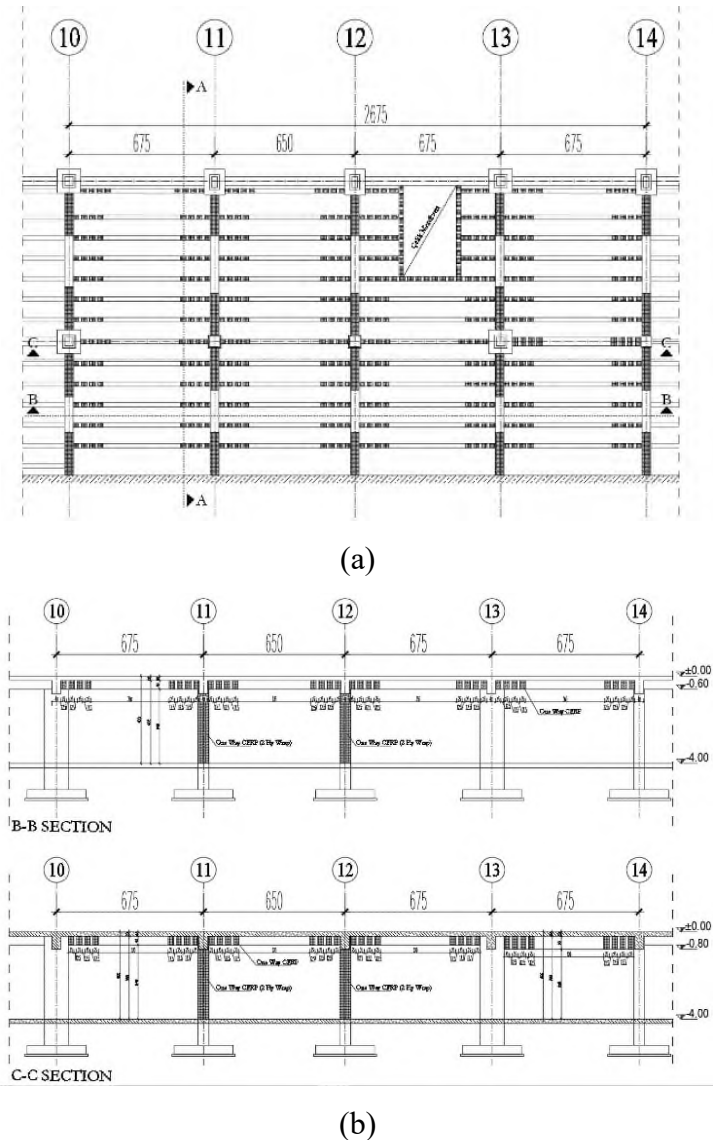 10 11 12 13 14
A
2675
675 650 675 675
C C
B B
A
(a)
10 11 12 13 14
675 650 675 675
±0.00
-0.60
One Way CFRP
One Way CFRP (2 Ply Wrap) One Way CFRP (2 Ply Wrap)
-4.00
B-B SECTION
10 11 12 13 14
675 650 675 675
±0.00
-0.80
One Way CFRP
One Way CFRP (2 Ply Wrap) One Way CFRP (2 Ply Wrap)
-4.00
C-C SECTION
(b)